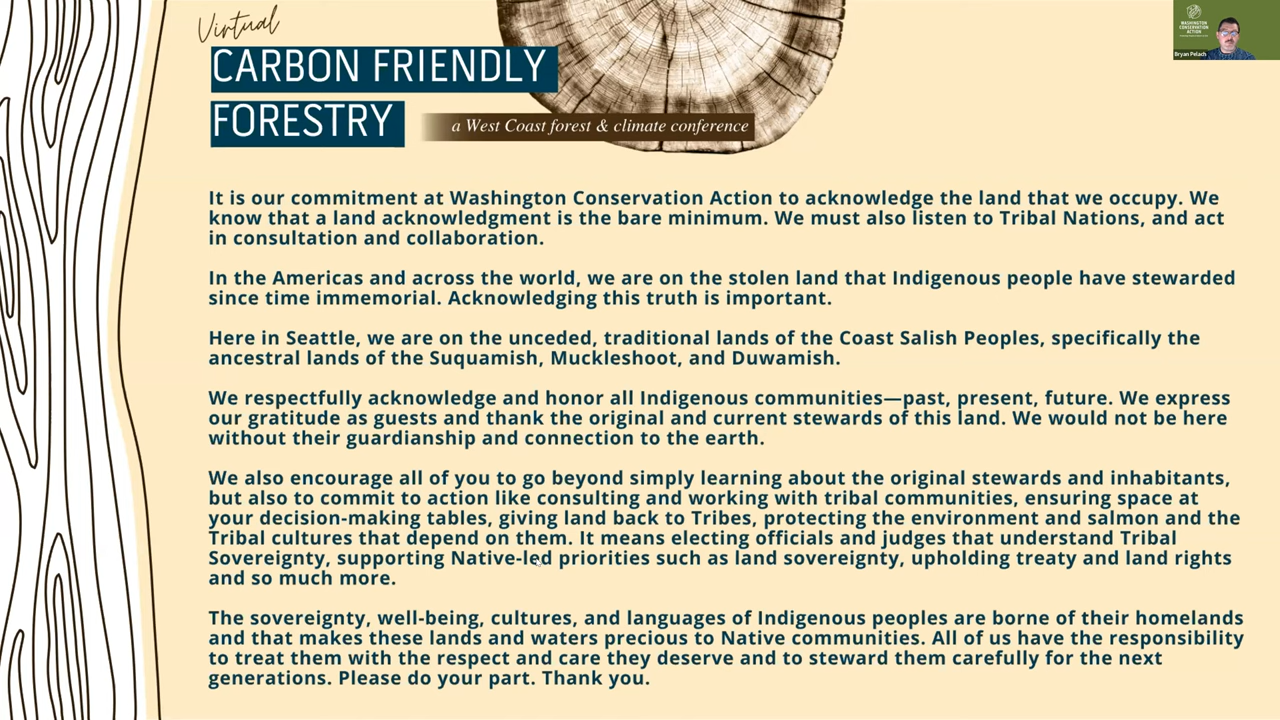 Virtual
CARBON FRIENDLY
FORESTRY
a West Coast forest & climate conference
WASHINGTON
CONSERVATION
ACTION
Bryan Pelach
It is our commitment at Washington Conservation Action to acknowledge the land that we occupy. We
know that a land acknowledgment is the bare minimum. We must also listen to Tribal Nations, and act
in consultation and collaboration.
In the Americas and across the world, we are on the stolen land that Indigenous people have stewarded
since time immemorial. Acknowledging this truth is important.
Here in Seattle, we are on the unceded, traditional lands of the Coast Salish Peoples, specifically the
ancestral lands of the Suquamish, Muckleshoot, and Duwamish.
We respectfully acknowledge and honor all Indigenous communities—past, present, future. We express
our gratitude as guests and thank the original and current stewards of this land. We would not be here
without their guardianship and connection to the earth.
We also encourage all of you to go beyond simply learning about the original stewards and inhabitants,
but also to commit to action like consulting and working with tribal communities, ensuring space at
your decision-making tables, giving land back to Tribes, protecting the environment and salmon and the
Tribal cultures that depend on them. It means electing officials and judges that understand Tribal
Sovereignty, supporting Native-led priorities such as land sovereignty, upholding treaty and land rights
and so much more.
The sovereignty, well-being, cultures, and languages of Indigenous peoples are borne of their homelands
and that makes these lands and waters precious to Native communities. All of us have the responsibility
to treat them with the respect and care they deserve and to steward them carefully for the next
generations. Please do your part. Thank you.